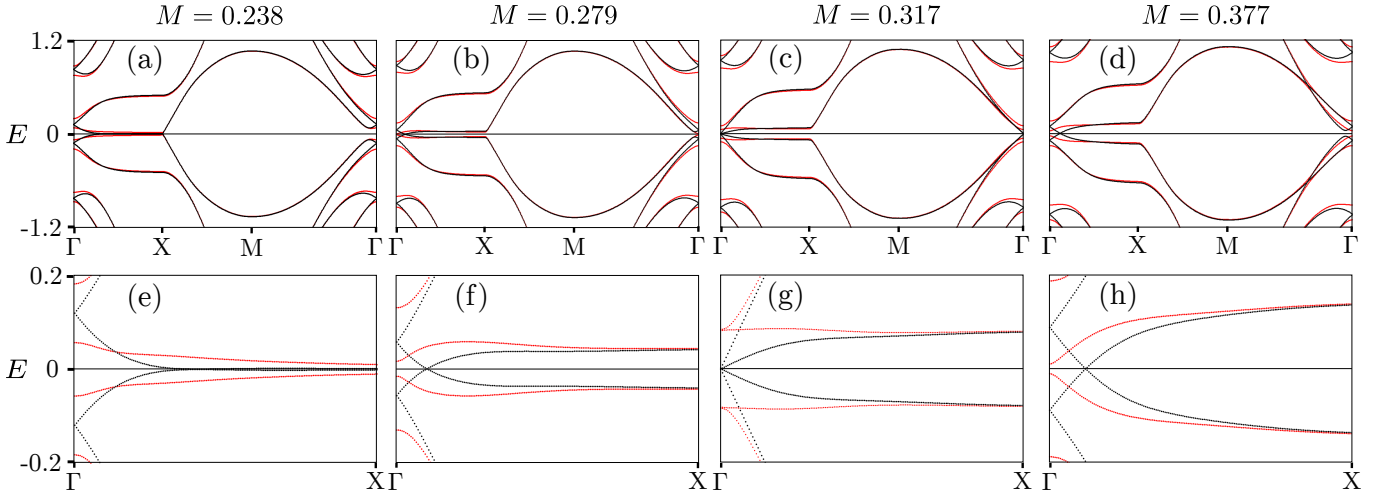 M = 0.238 M = 0.279 M = 0.317 M = 0.377
1.2 (a) (b) (c) (d)
E 0
-1.2
Γ X M Γ Γ X M Γ Γ X M Γ Γ X M Γ
0.2 (e) (f) (g) (h)
E 0
-0.2
Γ X Γ X Γ X Γ X